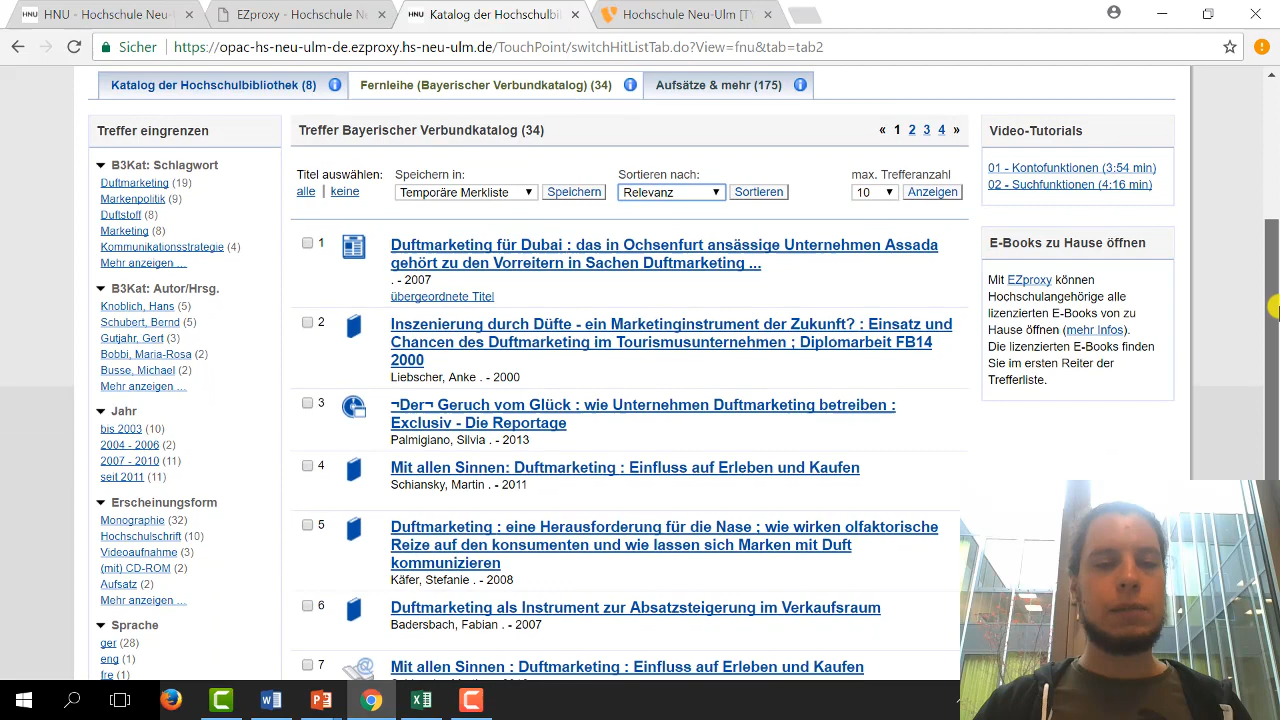 HNU - Hochschule Neu-U
EZproxy - Hochschule N
Katalog der Hochschulbi
Hochschule Neu-Ulm [TY
Sicher
https://opac-hs-neu-ulm-de.ezproxy.hs-neu-ulm.de/TouchPoint/switchHitListTab.do?View=fnu&tab=tab2
Katalog der Hochschulbibliothek (8)
Fernleihe (Bayerischer Verbundkatalog) (34)
Aufsätze & mehr (175)
Treffer eingrenzen
B3Kat: Schlagwort
Duftmarketing (19)
Markenpolitik (9)
Duftstoff (8)
Marketing (8)
Kommunikationsstrategie (4)
Mehr anzeigen ...
B3Kat: Autor/Hrsg.
Knoblich, Hans (5)
Schubert, Bernd (5)
Gutjahr, Gert (3)
Bobbi, Maria-Rosa (2)
Busse, Michael (2)
Mehr anzeigen ...
Jahr
bis 2003 (10)
2004 - 2006 (2)
2007 - 2010 (11)
seit 2011 (11)
Erscheinungsform
Monographie (32)
Hochschulschrift (10)
Videoaufnahme (3)
(mit) CD-ROM (2)
Aufsatz (2)
Mehr anzeigen ...
Sprache
ger (28)
eng (1)
fre (1)
Treffer Bayerischer Verbundkatalog (34)
« 1 2 3 4 »
Titel auswählen: Speichern in: Sortieren nach: max. Trefferanzahl
alle | keine Temporäre Merkliste Speichern Relevanz Sortieren 10 Anzeigen
1 Duftmarketing für Dubai : das in Ochsenfurt ansässige Unternehmen Assada
gehört zu den Vorreitern in Sachen Duftmarketing ...
. - 2007
übergeordnete Titel
2 Inszenierung durch Düfte - ein Marketinginstrument der Zukunft? : Einsatz und
Chancen des Duftmarketing im Tourismusunternehmen ; Diplomarbeit FB14
2000
Liebscher, Anke . - 2000
3 ¬Der¬ Geruch vom Glück : wie Unternehmen Duftmarketing betreiben :
Exclusiv - Die Reportage
Palmigiano, Silvia . - 2013
4 Mit allen Sinnen: Duftmarketing : Einfluss auf Erleben und Kaufen
Schiansky, Martin . - 2011
5 Duftmarketing : eine Herausforderung für die Nase ; wie wirken olfaktorische
Reize auf den konsumenten und wie lassen sich Marken mit Duft
kommunizieren
Käfer, Stefanie . - 2008
6 Duftmarketing als Instrument zur Absatzsteigerung im Verkaufsraum
Badersbach, Fabian . - 2007
7 Mit allen Sinnen : Duftmarketing : Einfluss auf Erleben und Kaufen
Video-Tutorials
01 - Kontofunktionen (3:54 min)
02 - Suchfunktionen (4:16 min)
E-Books zu Hause öffnen
Mit EZproxy können
Hochschulangehörige alle
lizenzierten E-Books von zu
Hause öffnen (mehr Infos).
Die lizenzierten E-Books finden
Sie im ersten Reiter der
Trefferliste.